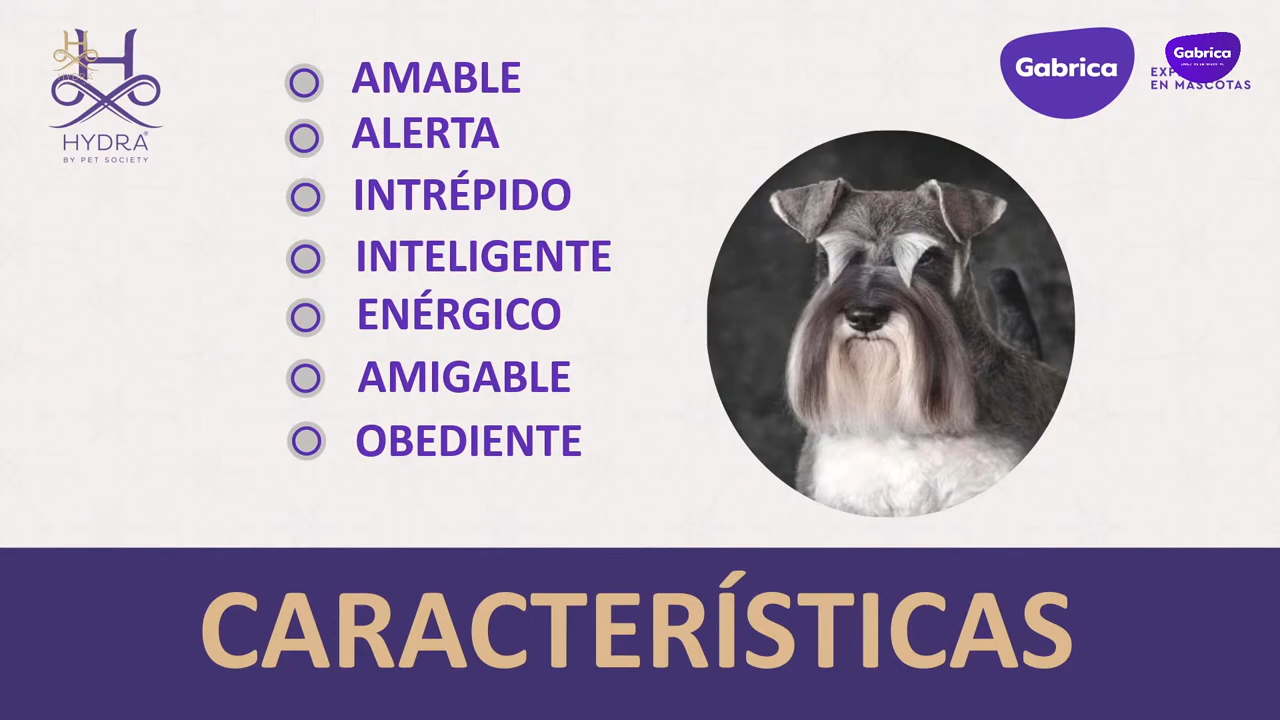 HYDRA
BY PET SOCIETY
AMABLE
ALERTA
INTRÉPIDO
INTELIGENTE
ENÉRGICO
AMIGABLE
OBEDIENTE
Gabrica
Gabrica
EN MASCOTAS
CARACTERÍSTICAS